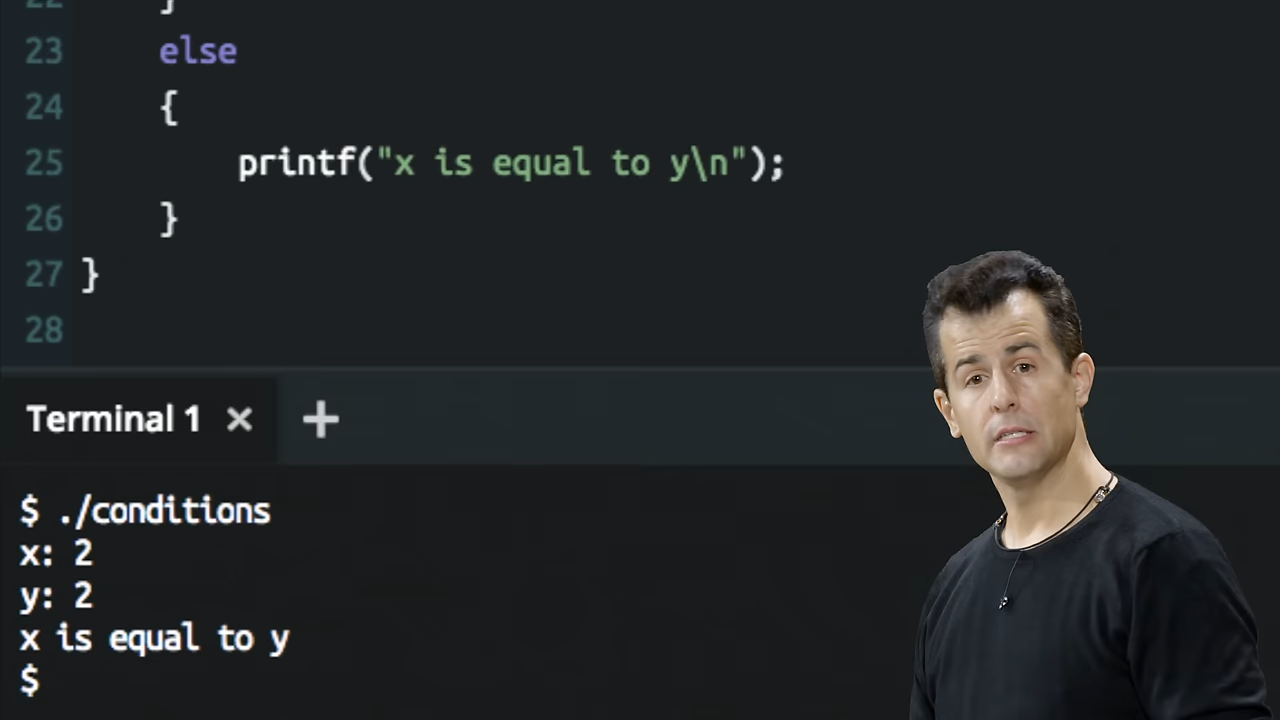 22 }
23 else
24 {
25 printf("x is equal to y\n");
26 }
27 }
28
Terminal 1 × +
$ ./conditions
x: 2
y: 2
x is equal to y
$